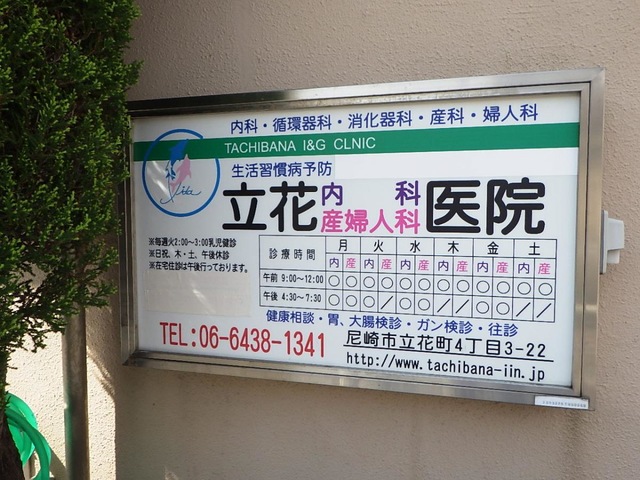 内科・循環器科・消化器科・産科・婦人科
TACHIBANA I&G CLNIC
生活習慣病予防
立花内科産婦人科医院
※毎週火2:00〜3:00乳児健診
※日祝、木・土、午後休診
※在宅往診は午後行っております。
診療時間 月 火 水 木 金 土
内 産 内 産 内 産 内 産 内 産 内 産
午前 9:00〜12:00 ○ ○ ○ ○ ○ ○ ○ ○ ○ ○ ○ ○
午後 4:30〜7:30 ○ ○ ○ / ○ ○ / / ○ ○ / /
健康相談・胃、大腸検診・ガン検診・往診
TEL:06-6438-1341
尼崎市立花町4丁目3-22
http://www.tachibana-iin.jp